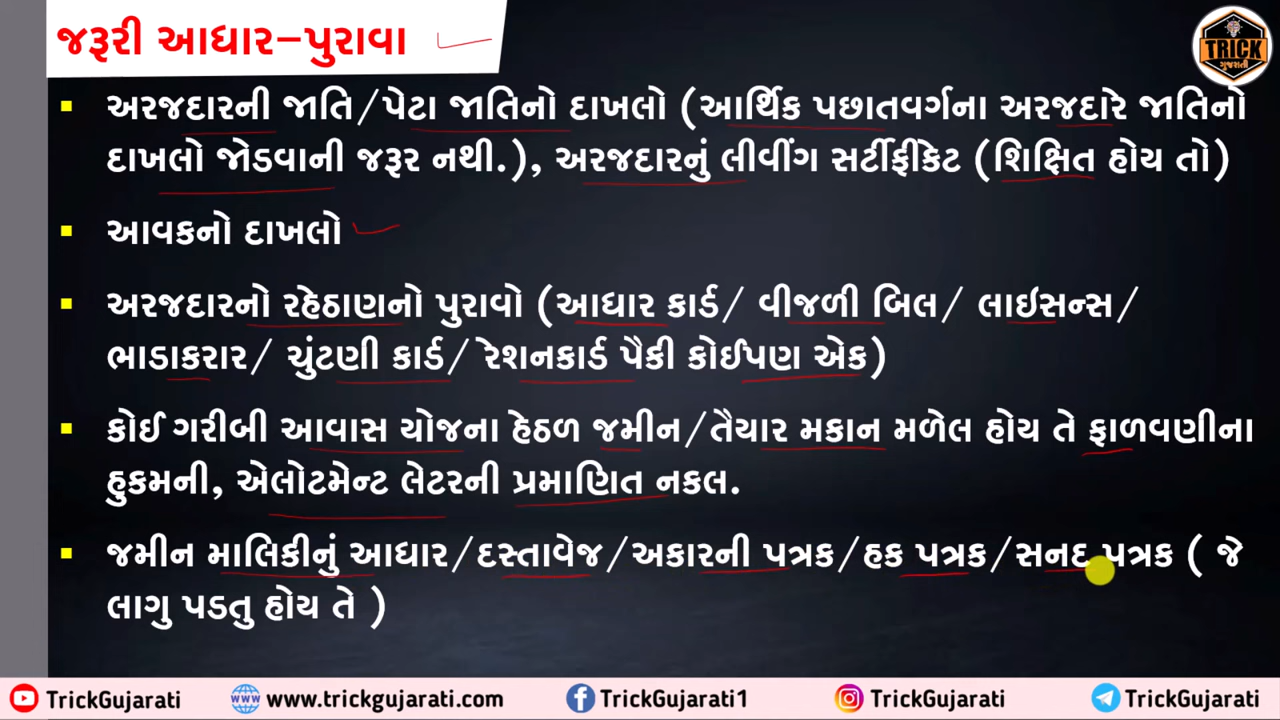 જરૂરી આધાર-પુરાવા
TRICK
ગુજરાતી
અરજદારની જાતિ/પેટા જાતિનો દાખલો (આર્થિક પછાતવર્ગના અરજદારે જાતિનો
દાખલો જોડવાની જરૂર નથી.), અરજદારનું લીવીંગ સર્ટીફીકેટ (શિક્ષિત હોય તો)
આવકનો દાખલો
અરજદારનો રહેઠાણનો પુરાવો (આધાર કાર્ડ/ વીજળી બિલ/ લાઇસન્સ/
ભાડાકરાર/ ચુંટણી કાર્ડ/ રેશનકાર્ડ પૈકી કોઈપણ એક)
કોઈ ગરીબી આવાસ યોજના હેઠળ જમીન/તૈયાર મકાન મળેલ હોય તે ફાળવણીના
હુકમની, એલોટમેન્ટ લેટરની પ્રમાણિત નકલ.
જમીન માલિકીનું આધાર/દસ્તાવેજ/અકારની પત્રક/હક પત્રક/સનદ પત્રક ( જે
લાગુ પડતુ હોય તે )
TrickGujarati www.trickgujarati.com TrickGujarati1 TrickGujarati TrickGujarati